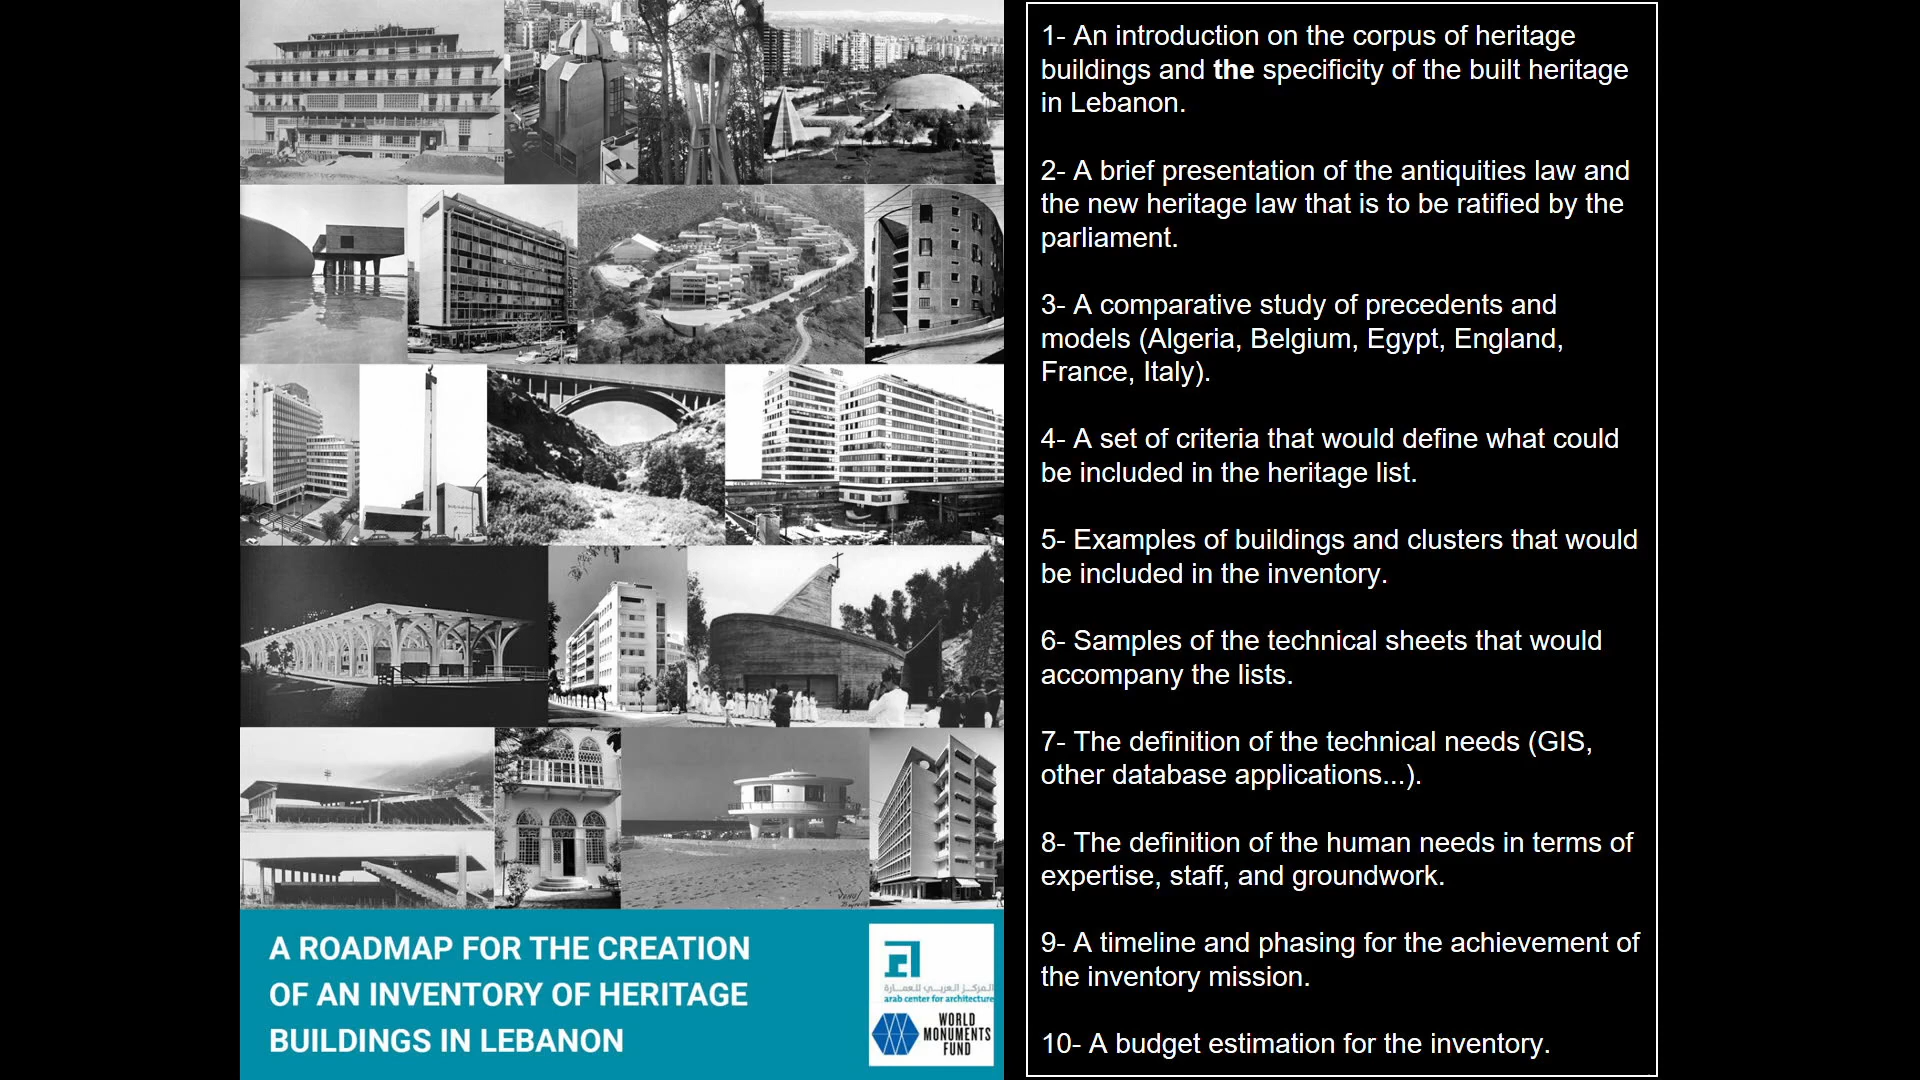 A ROADMAP FOR THE CREATION
OF AN INVENTORY OF HERITAGE
BUILDINGS IN LEBANON
المركز العربي للعمارة
arab center for architecture
WORLD
MONUMENTS
FUND
1- An introduction on the corpus of heritage
buildings and the specificity of the built heritage
in Lebanon.
2- A brief presentation of the antiquities law and
the new heritage law that is to be ratified by the
parliament.
3- A comparative study of precedents and
models (Algeria, Belgium, Egypt, England,
France, Italy).
4- A set of criteria that would define what could
be included in the heritage list.
5- Examples of buildings and clusters that would
be included in the inventory.
6- Samples of the technical sheets that would
accompany the lists.
7- The definition of the technical needs (GIS,
other database applications...).
8- The definition of the human needs in terms of
expertise, staff, and groundwork.
9- A timeline and phasing for the achievement of
the inventory mission.
10- A budget estimation for the inventory.